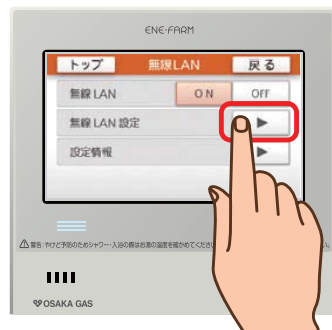 ENE·FARM
トップ 無線LAN 戻る
無線LAN ON OFF
無線LAN設定 ▶
設定情報 ▶
警告:やけど予防のためシャワー・入浴の際はお湯の温度を確かめてください
OSAKA GAS